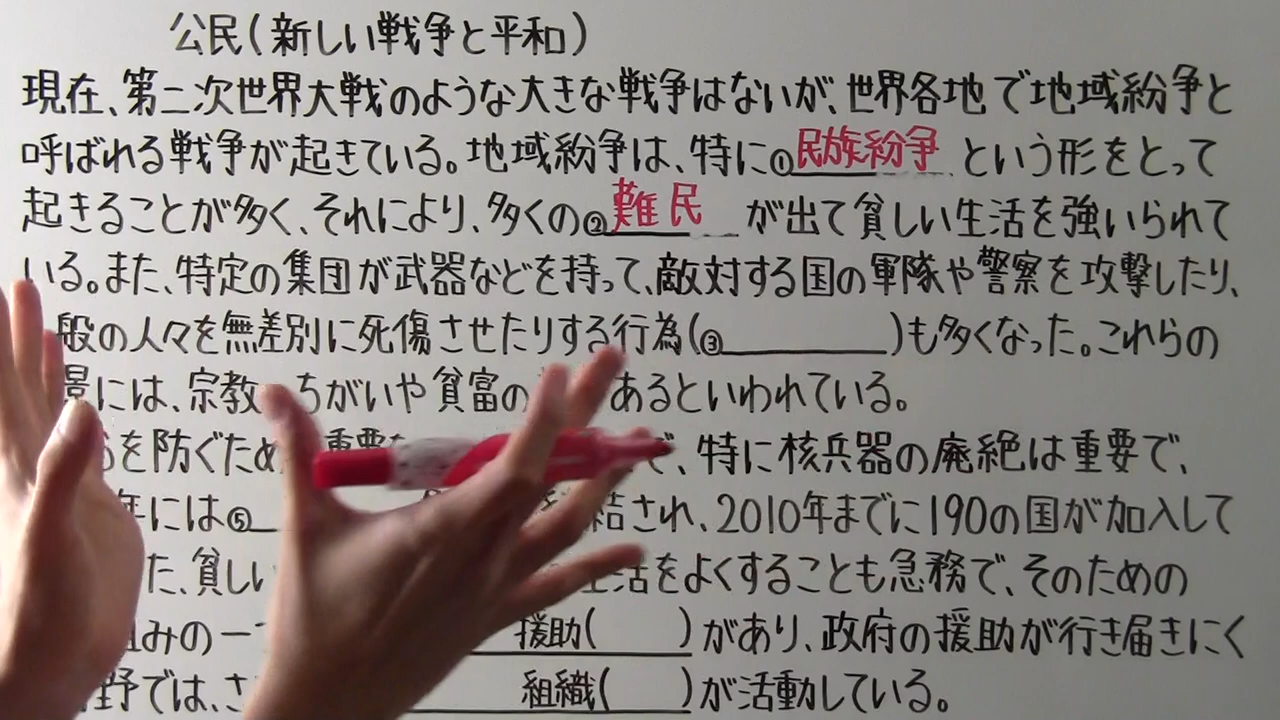 公民(新しい戦争と平和)
現在、第二次世界大戦のような大きな戦争はないが、世界各地で地域紛争と
呼ばれる戦争が起きている。地域紛争は、特に①民族紛争という形をとって
起きることが多く、それにより、多くの②難民が出て貧しい生活を強いられて
いる。また、特定の集団が武器などを持って、敵対する国の軍隊や警察を攻撃したり、
般の人々を無差別に死傷させたりする行為(③ )も多くなった。これらの
景には、宗教 ちがいや貧富の あるといわれている。
を防ぐため 重要 で、特に核兵器の廃絶は重要で、
年には⑤ 結され、2010年までに190の国が加入して
た、貧しい 生活をよくすることも急務で、そのための
組みの一つ 援助( )があり、政府の援助が行き届きにく
野では、さ 組織( )が活動している。